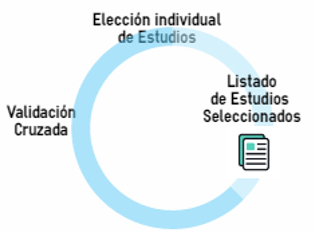 Elección individual
de Estudios
Listado
de Estudios
Seleccionados
Validación
Cruzada